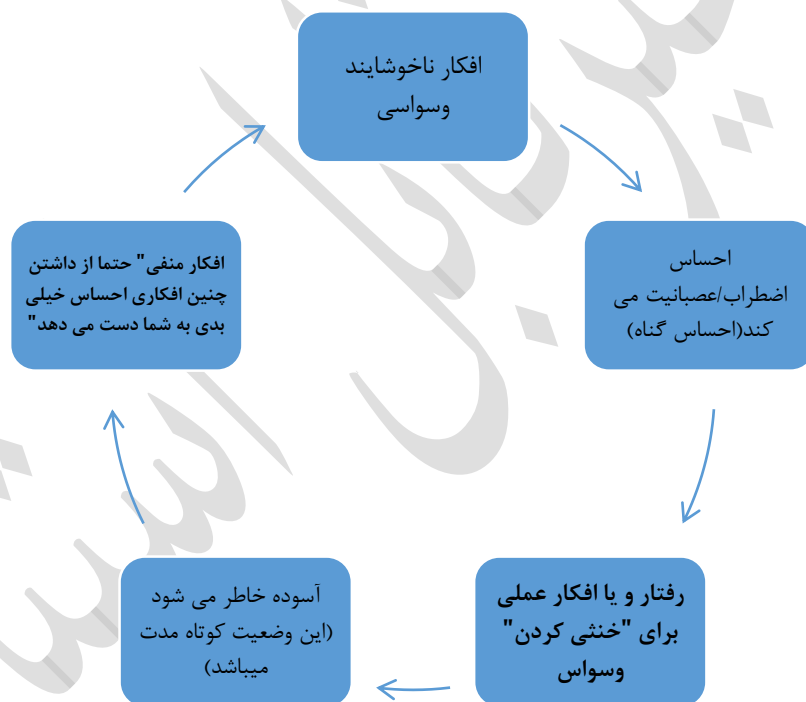 افکار ناخوشایند
وسواسی
احساس
اضطراب/عصبانیت می
کند(احساس گناه)
رفتار و یا افکار عملی
برای "خنثی کردن"
وسواس
آسوده خاطر می شود
(این وضعیت کوتاه مدت
میباشد)
افکار منفی" حتما از داشتن
چنین افکاری احساس خیلی
بدی به شما دست می دهد"